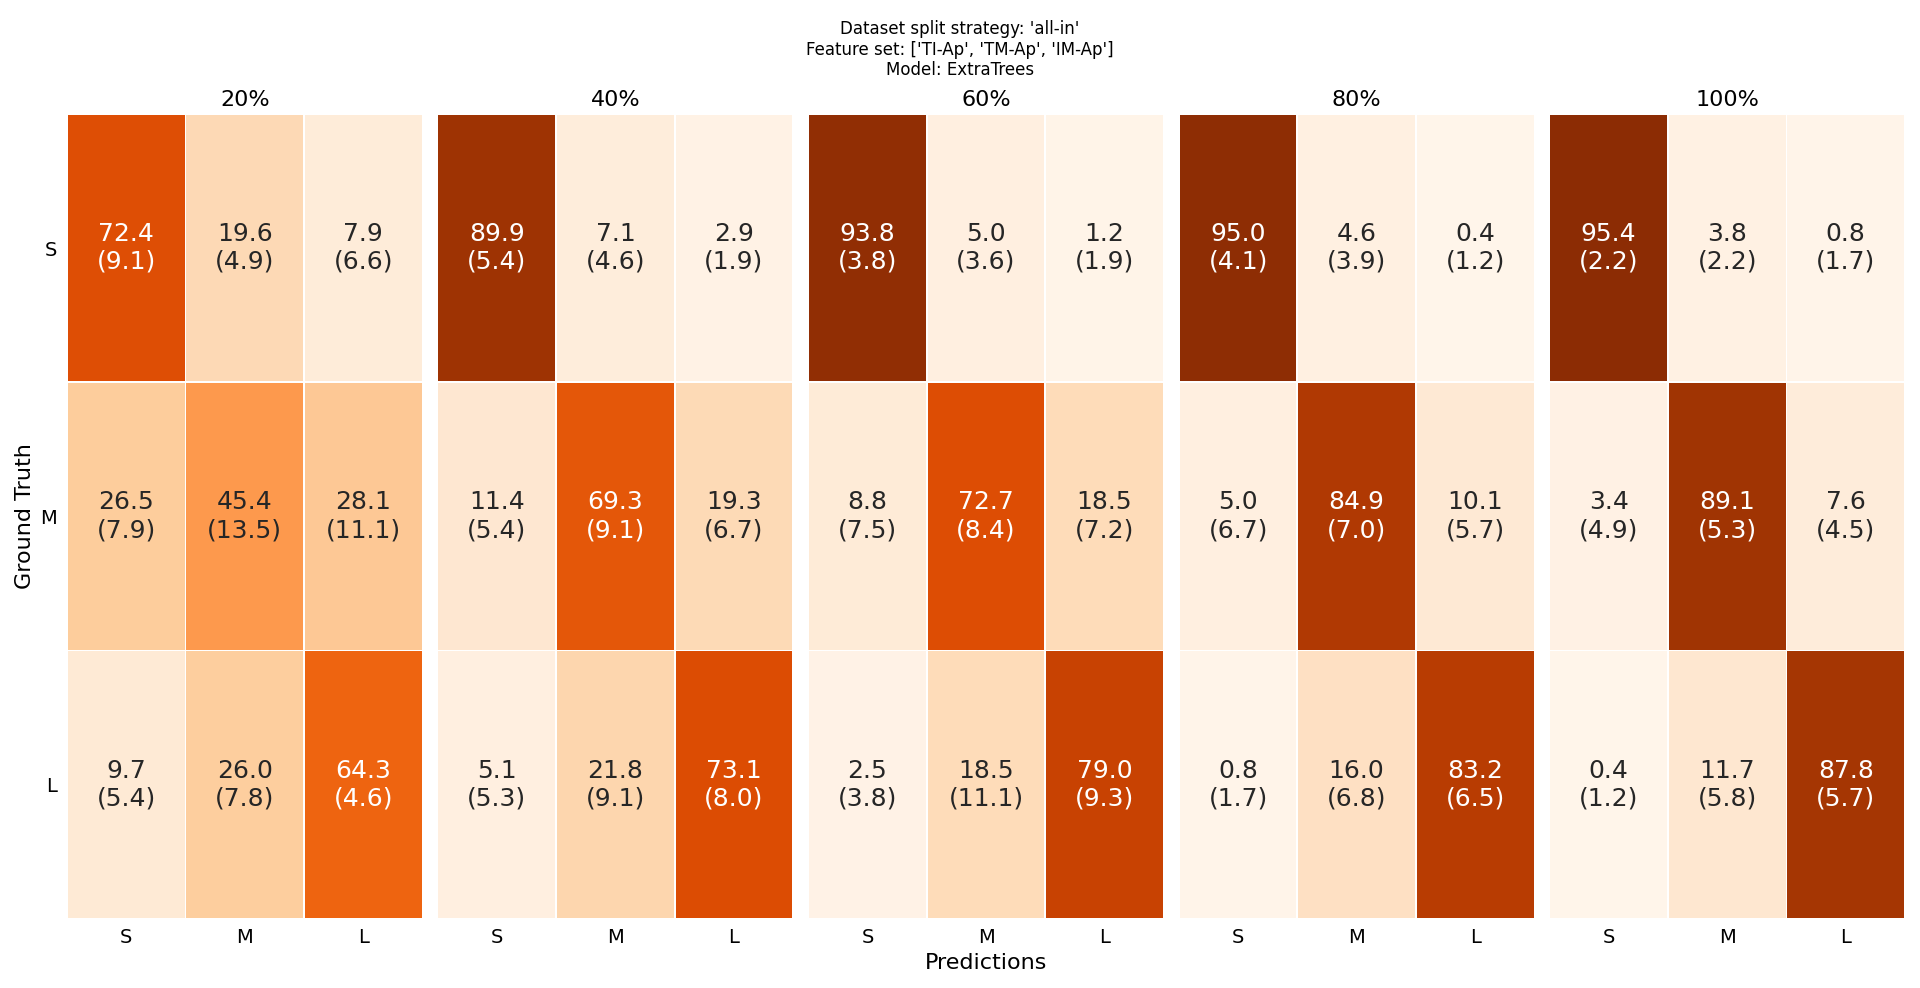 Dataset split strategy: 'all-in'
Feature set: ['TI-Ap', 'TM-Ap', 'IM-Ap']
Model: ExtraTrees
20% 40% 60% 80% 100%
S 72.4 19.6 7.9 89.9 7.1 2.9 93.8 5.0 1.2 95.0 4.6 0.4 95.4 3.8 0.8
(9.1) (4.9) (6.6) (5.4) (4.6) (1.9) (3.8) (3.6) (1.9) (4.1) (3.9) (1.2) (2.2) (2.2) (1.7)
Ground Truth
M 26.5 45.4 28.1 11.4 69.3 19.3 8.8 72.7 18.5 5.0 84.9 10.1 3.4 89.1 7.6
(7.9) (13.5) (11.1) (5.4) (9.1) (6.7) (7.5) (8.4) (7.2) (6.7) (7.0) (5.7) (4.9) (5.3) (4.5)
L 9.7 26.0 64.3 5.1 21.8 73.1 2.5 18.5 79.0 0.8 16.0 83.2 0.4 11.7 87.8
(5.4) (7.8) (4.6) (5.3) (9.1) (8.0) (3.8) (11.1) (9.3) (1.7) (6.8) (6.5) (1.2) (5.8) (5.7)
S M L S M L S M L S M L S M L
Predictions